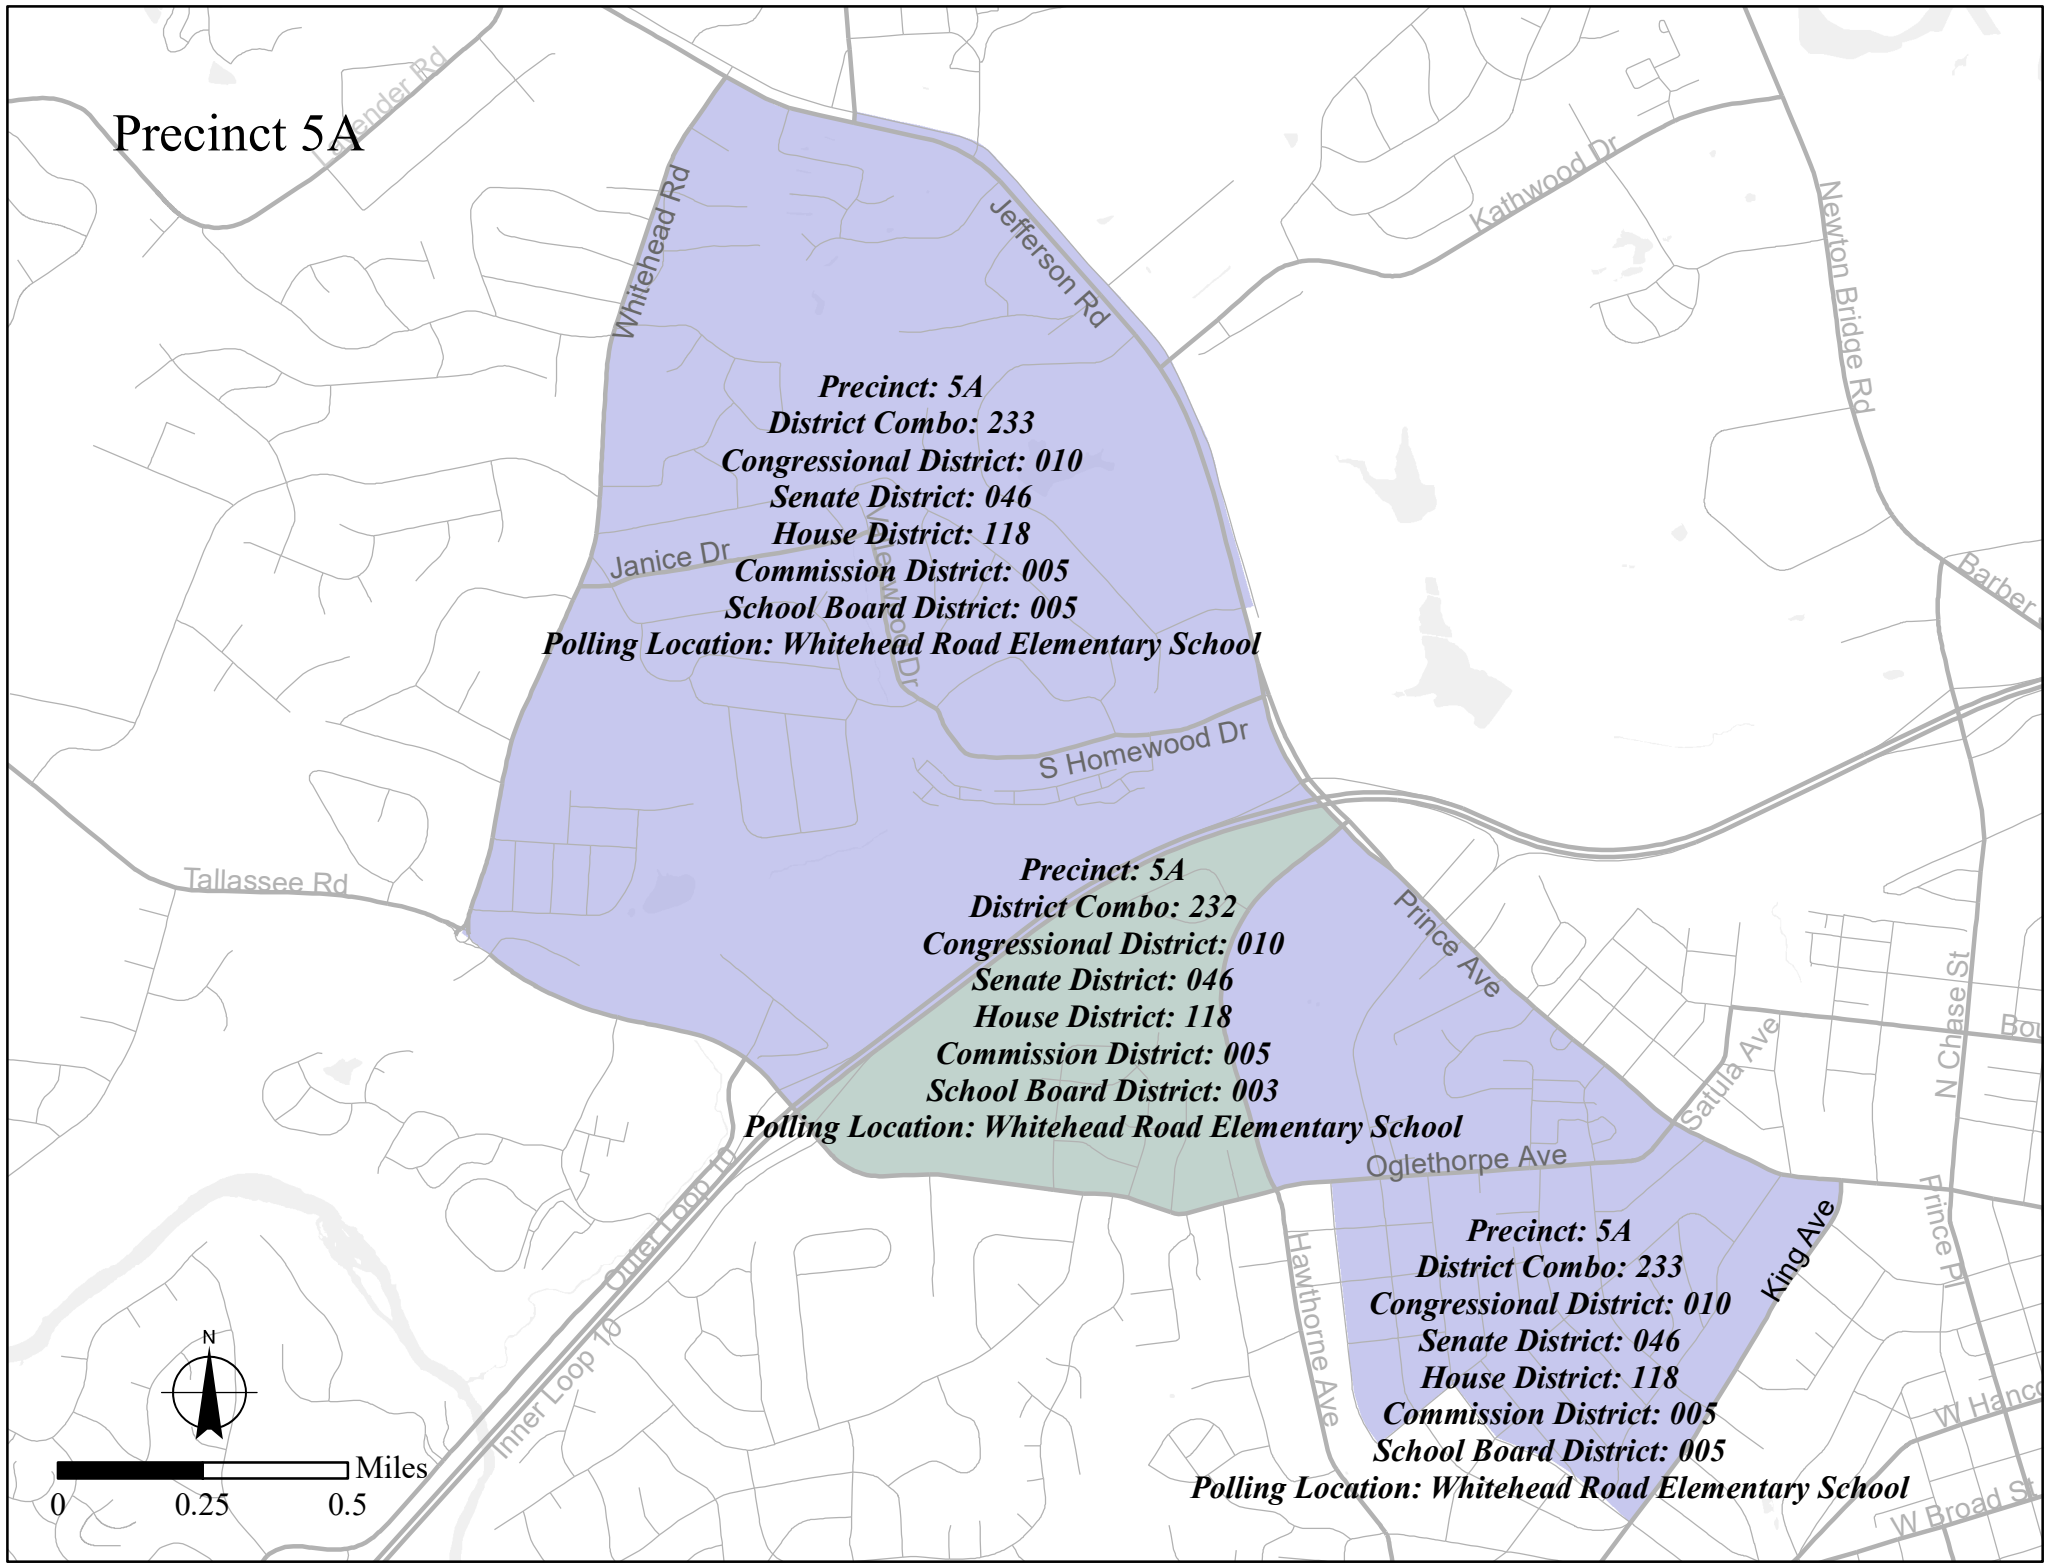 Precinct 5A
Lavender Rd
Whitehead Rd
Jefferson Rd
Kathwood Dr
Newton Bridge Rd
Precinct: 5A
District Combo: 233
Congressional District: 010
Senate District: 046
House District: 118
Commission District: 005
School Board District: 005
Polling Location: Whitehead Road Elementary School
Janice Dr
Dr
Barber
S Homewood Dr
Tallassee Rd
Precinct: 5A
District Combo: 232
Congressional District: 010
Senate District: 046
House District: 118
Commission District: 005
School Board District: 003
Polling Location: Whitehead Road Elementary School
Prince Ave
N Chase St
Bou
Satula Ave
Oglethorpe Ave
Outer Loop 10
Inner Loop 10
Hawthorne Ave
King Ave
Prince Pl
Precinct: 5A
District Combo: 233
Congressional District: 010
Senate District: 046
House District: 118
Commission District: 005
School Board District: 005
Polling Location: Whitehead Road Elementary School
W Hanco
W Broad St
N
Miles
0 0.25 0.5